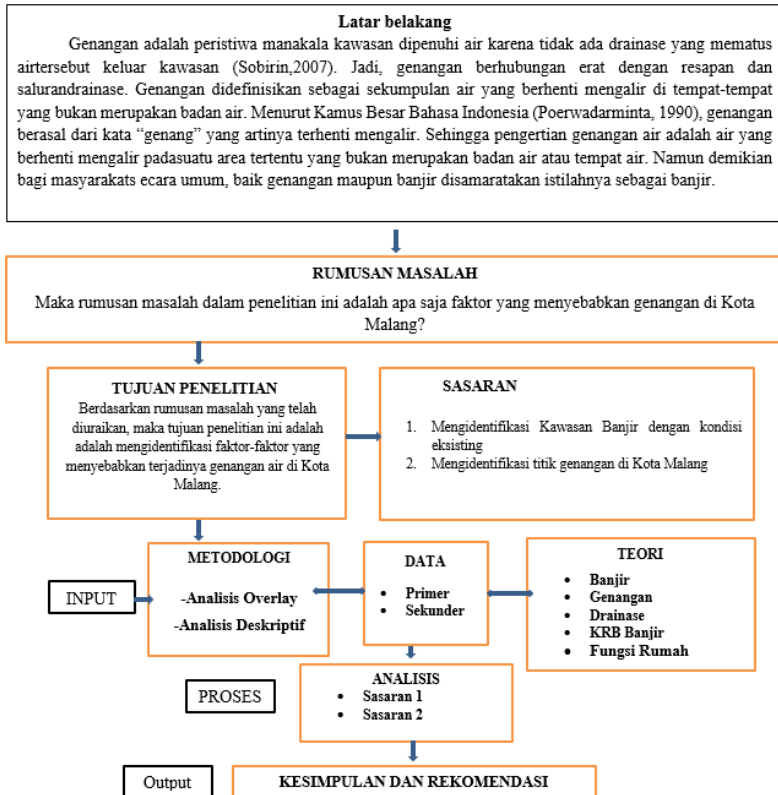 Latar belakang
Genangan adalah peristiwa manakala kawasan dipenuhi air karena tidak ada drainase yang mematus
airtersebut keluar kawasan (Sobirin,2007). Jadi, genangan berhubungan erat dengan resapan dan
salurandrainase. Genangan didefinisikan sebagai sekumpulan air yang berhenti mengalir di tempat-tempat
yang bukan merupakan badan air. Menurut Kamus Besar Bahasa Indonesia (Poerwadarminta, 1990), genangan
berasal dari kata “genang” yang artinya terhenti mengalir. Sehingga pengertian genangan air adalah air yang
berhenti mengalir padasuatu area tertentu yang bukan merupakan badan air atau tempat air. Namun demikian
bagi masyarakats ecara umum, baik genangan maupun banjir disamaratakan istilahnya sebagai banjir.
RUMUSAN MASALAH
Maka rumusan masalah dalam penelitian ini adalah apa saja faktor yang menyebabkan genangan di Kota
Malang?
TUJUAN PENELITIAN
Berdasarkan rumusan masalah yang telah
diuraikan, maka tujuan penelitian ini adalah
adalah mengidentifikasi faktor-faktor yang
menyebabkan terjadinya genangan air di Kota
Malang.
SASARAN
1. Mengidentifikasi Kawasan Banjir dengan kondisi
eksisting
2. Mengidentifikasi titik genangan di Kota Malang
INPUT
METODOLOGI
-Analisis Overlay
-Analisis Deskriptif
DATA
• Primer
• Sekunder
TEORI
• Banjir
• Genangan
• Drainase
• KRB Banjir
• Fungsi Rumah
PROSES
ANALISIS
• Sasaran 1
• Sasaran 2
Output
KESIMPULAN DAN REKOMENDASI